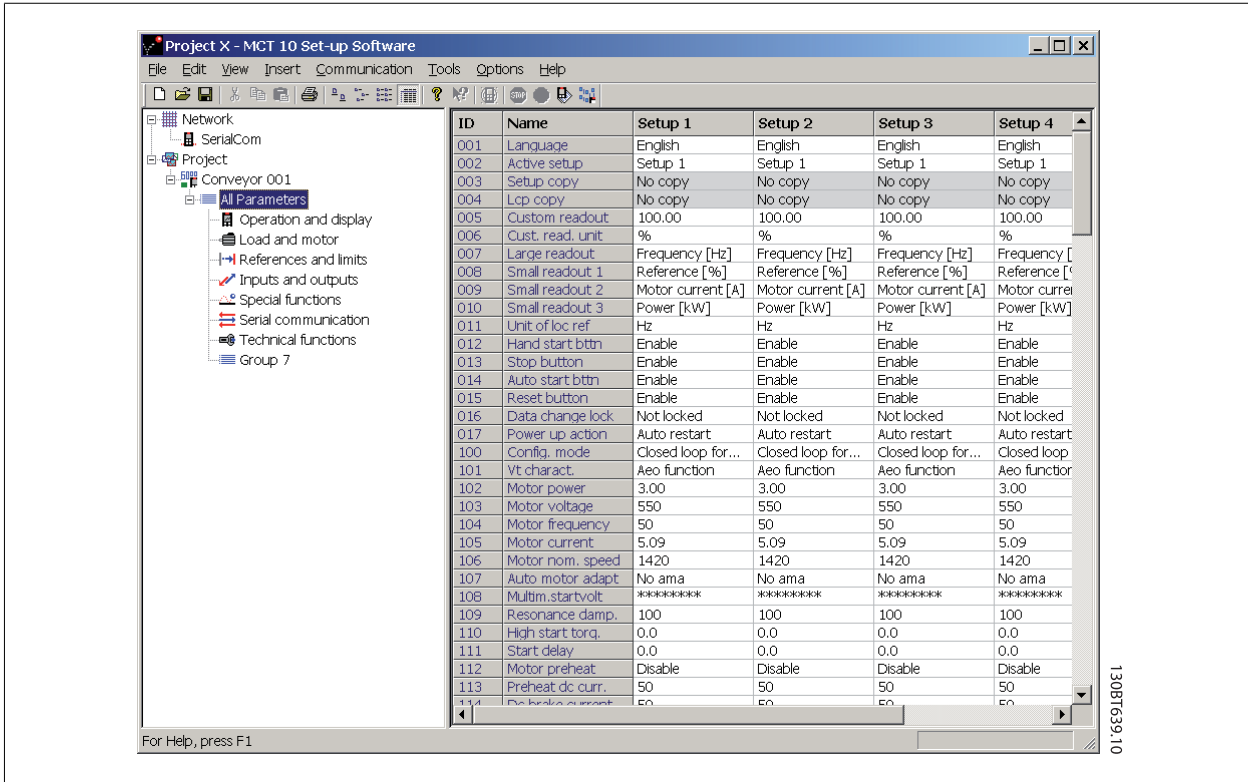 Project X - MCT 10 Set-up Software
File Edit View Insert Communication Tools Options Help
STOP
Network
SerialCom
Project
Conveyor 001
All Parameters
Operation and display
Load and motor
References and limits
Inputs and outputs
Special functions
Serial communication
Technical functions
Group 7
ID Name Setup 1 Setup 2 Setup 3 Setup 4
001 Language English English English English
002 Active setup Setup 1 Setup 1 Setup 1 Setup 1
003 Setup copy No copy No copy No copy No copy
004 Lcp copy No copy No copy No copy No copy
005 Custom readout 100.00 100.00 100.00 100.00
006 Cust. read. unit % % % %
007 Large readout Frequency [Hz] Frequency [Hz] Frequency [Hz] Frequency [
008 Small readout 1 Reference [%] Reference [%] Reference [%] Reference [
009 Small readout 2 Motor current [A] Motor current [A] Motor current [A] Motor curre
010 Small readout 3 Power [kW] Power [kW] Power [kW] Power [kW]
011 Unit of loc ref Hz Hz Hz Hz
012 Hand start bttn Enable Enable Enable Enable
013 Stop button Enable Enable Enable Enable
014 Auto start bttn Enable Enable Enable Enable
015 Reset button Enable Enable Enable Enable
016 Data change lock Not locked Not locked Not locked Not locked
017 Power up action Auto restart Auto restart Auto restart Auto restart
100 Config. mode Closed loop for... Closed loop for... Closed loop for... Closed loop
101 Vt charact. Aeo function Aeo function Aeo function Aeo function
102 Motor power 3.00 3.00 3.00 3.00
103 Motor voltage 550 550 550 550
104 Motor frequency 50 50 50 50
105 Motor current 5.09 5.09 5.09 5.09
106 Motor nom. speed 1420 1420 1420 1420
107 Auto motor adapt No ama No ama No ama No ama
108 Multim.startvolt ********* ********* ********* *********
109 Resonance damp. 100 100 100 100
110 High start torq. 0.0 0.0 0.0 0.0
111 Start delay 0.0 0.0 0.0 0.0
112 Motor preheat Disable Disable Disable Disable
113 Preheat dc curr. 50 50 50 50
114 Dc brake current 50 50 50 50
For Help, press F1
130BT639.10